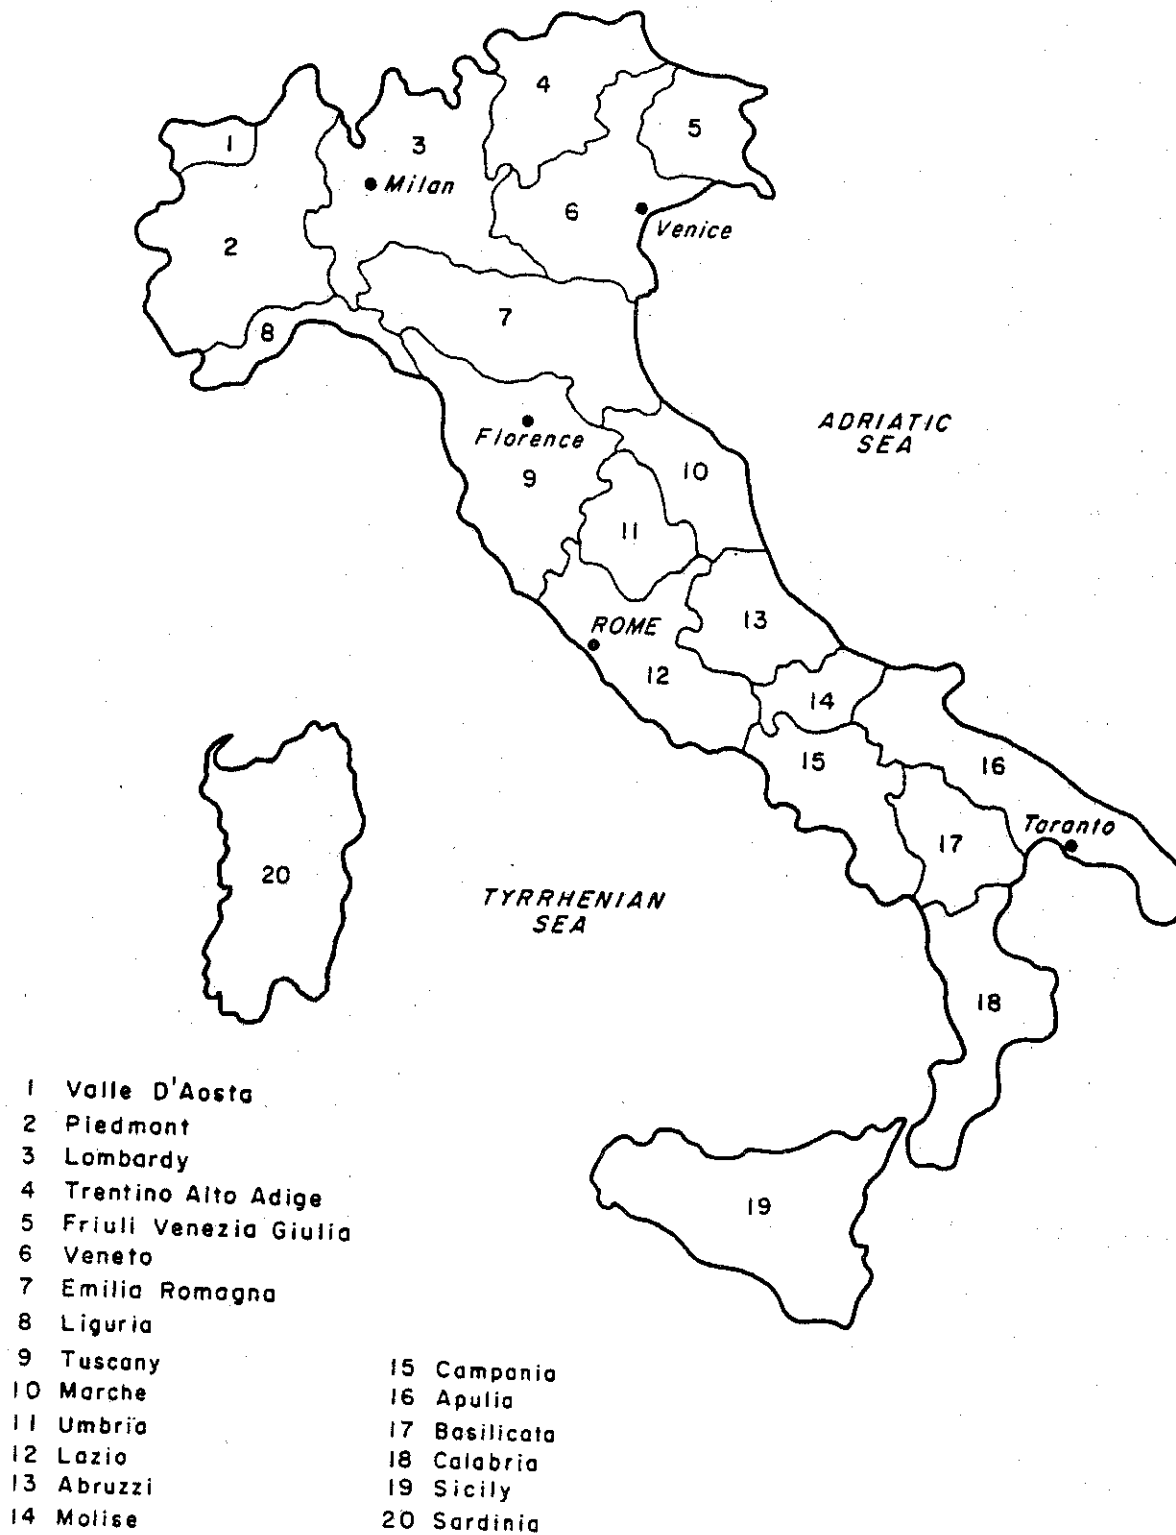 4
5
1
3
Milan
6
Venice
2
7
8
ADRIATIC
SEA
Florence
9
10
11
ROME
13
12
14
15
16
Taranto
17
20
TYRRHENIAN
SEA
18
19
1 Valle D'Aosta
2 Piedmont
3 Lombardy
4 Trentino Alto Adige
5 Friuli Venezia Giulia
6 Veneto
7 Emilia Romagna
8 Liguria
9 Tuscany
10 Marche
11 Umbria
12 Lazio
13 Abruzzi
14 Molise
15 Campania
16 Apulia
17 Basilicata
18 Calabria
19 Sicily
20 Sardinia